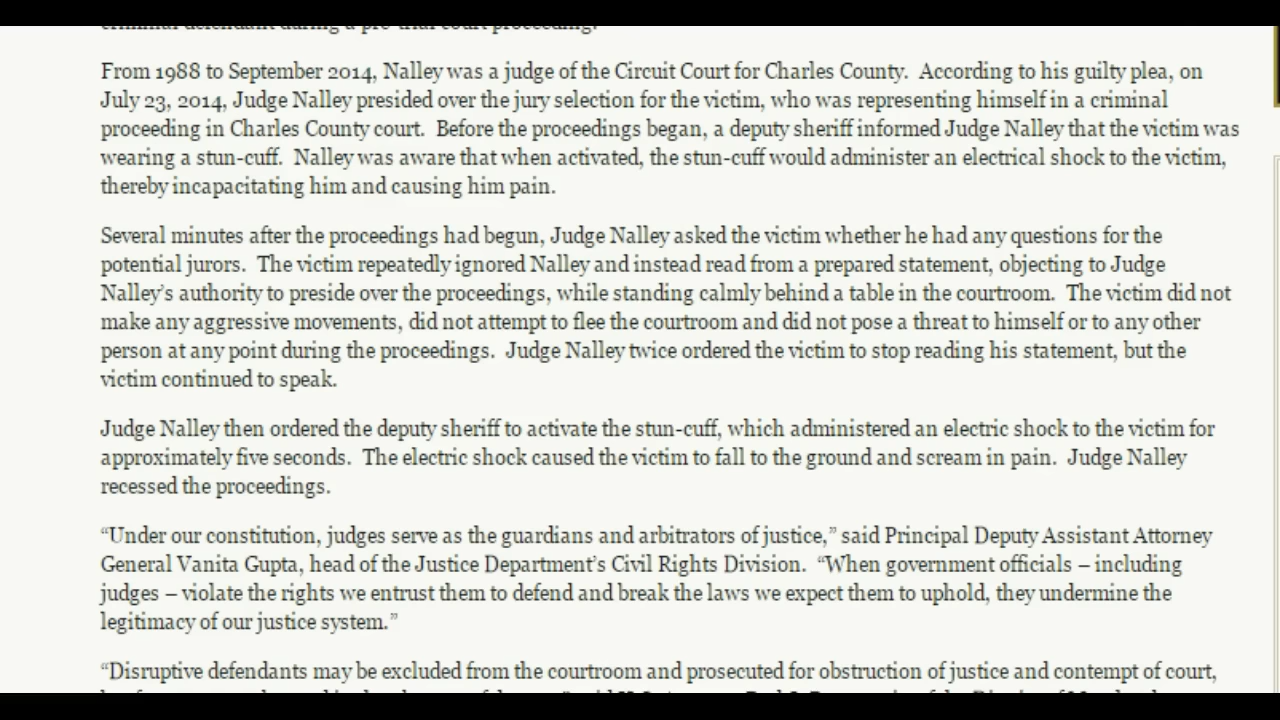 criminal defendant during a pre-trial court proceeding.
From 1988 to September 2014, Nalley was a judge of the Circuit Court for Charles County.  According to his guilty plea, on
July 23, 2014, Judge Nalley presided over the jury selection for the victim, who was representing himself in a criminal
proceeding in Charles County court.  Before the proceedings began, a deputy sheriff informed Judge Nalley that the victim was
wearing a stun-cuff.  Nalley was aware that when activated, the stun-cuff would administer an electrical shock to the victim,
thereby incapacitating him and causing him pain.
Several minutes after the proceedings had begun, Judge Nalley asked the victim whether he had any questions for the
potential jurors.  The victim repeatedly ignored Nalley and instead read from a prepared statement, objecting to Judge
Nalley’s authority to preside over the proceedings, while standing calmly behind a table in the courtroom.  The victim did not
make any aggressive movements, did not attempt to flee the courtroom and did not pose a threat to himself or to any other
person at any point during the proceedings.  Judge Nalley twice ordered the victim to stop reading his statement, but the
victim continued to speak.
Judge Nalley then ordered the deputy sheriff to activate the stun-cuff, which administered an electric shock to the victim for
approximately five seconds.  The electric shock caused the victim to fall to the ground and scream in pain.  Judge Nalley
recessed the proceedings.
“Under our constitution, judges serve as the guardians and arbitrators of justice,” said Principal Deputy Assistant Attorney
General Vanita Gupta, head of the Justice Department’s Civil Rights Division.  “When government officials – including
judges – violate the rights we entrust them to defend and break the laws we expect them to uphold, they undermine the
legitimacy of our justice system.”
“Disruptive defendants may be excluded from the courtroom and prosecuted for obstruction of justice and contempt of court,